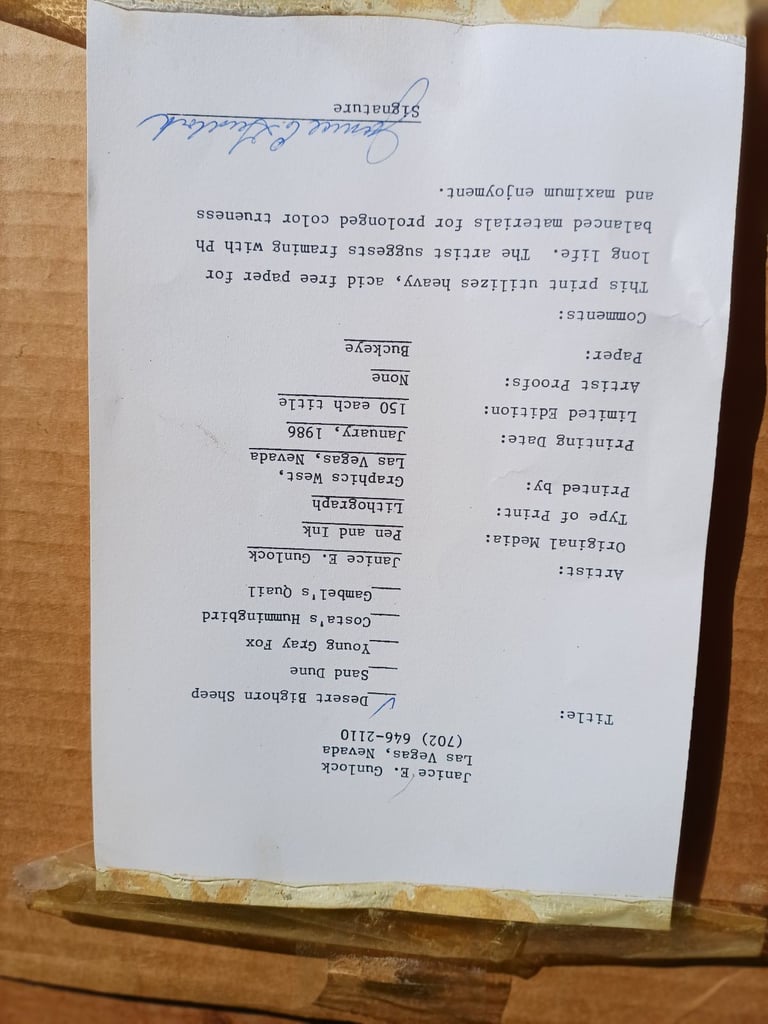 Janice E. Gunlock
Las Vegas, Nevada
(702) 646-2110
Title: ✓ Desert Bighorn Sheep
___ Sand Dune
___ Young Gray Fox
___ Costa's Hummingbird
___ Gambel's Quail
Artist: Janice E. Gunlock
Original Media: Pen and Ink
Type of Print: Lithograph
Printed by: Graphics West,
Las Vegas, Nevada
Printing Date: January, 1986
Limited Edition: 150 each title
Artist Proofs: None
Paper: Buckeye
Comments:
This print utilizes heavy, acid free paper for
long life. The artist suggests framing with Ph
balanced materials for prolonged color trueness
and maximum enjoyment.
Janice E. Gunlock
Signature